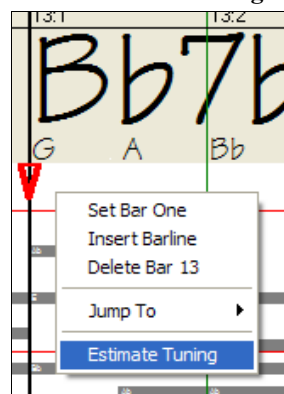 13:1 13:2
Bb7b
G A Bb
Set Bar One
Insert Barline
Delete Bar 13
Jump To
Estimate Tuning